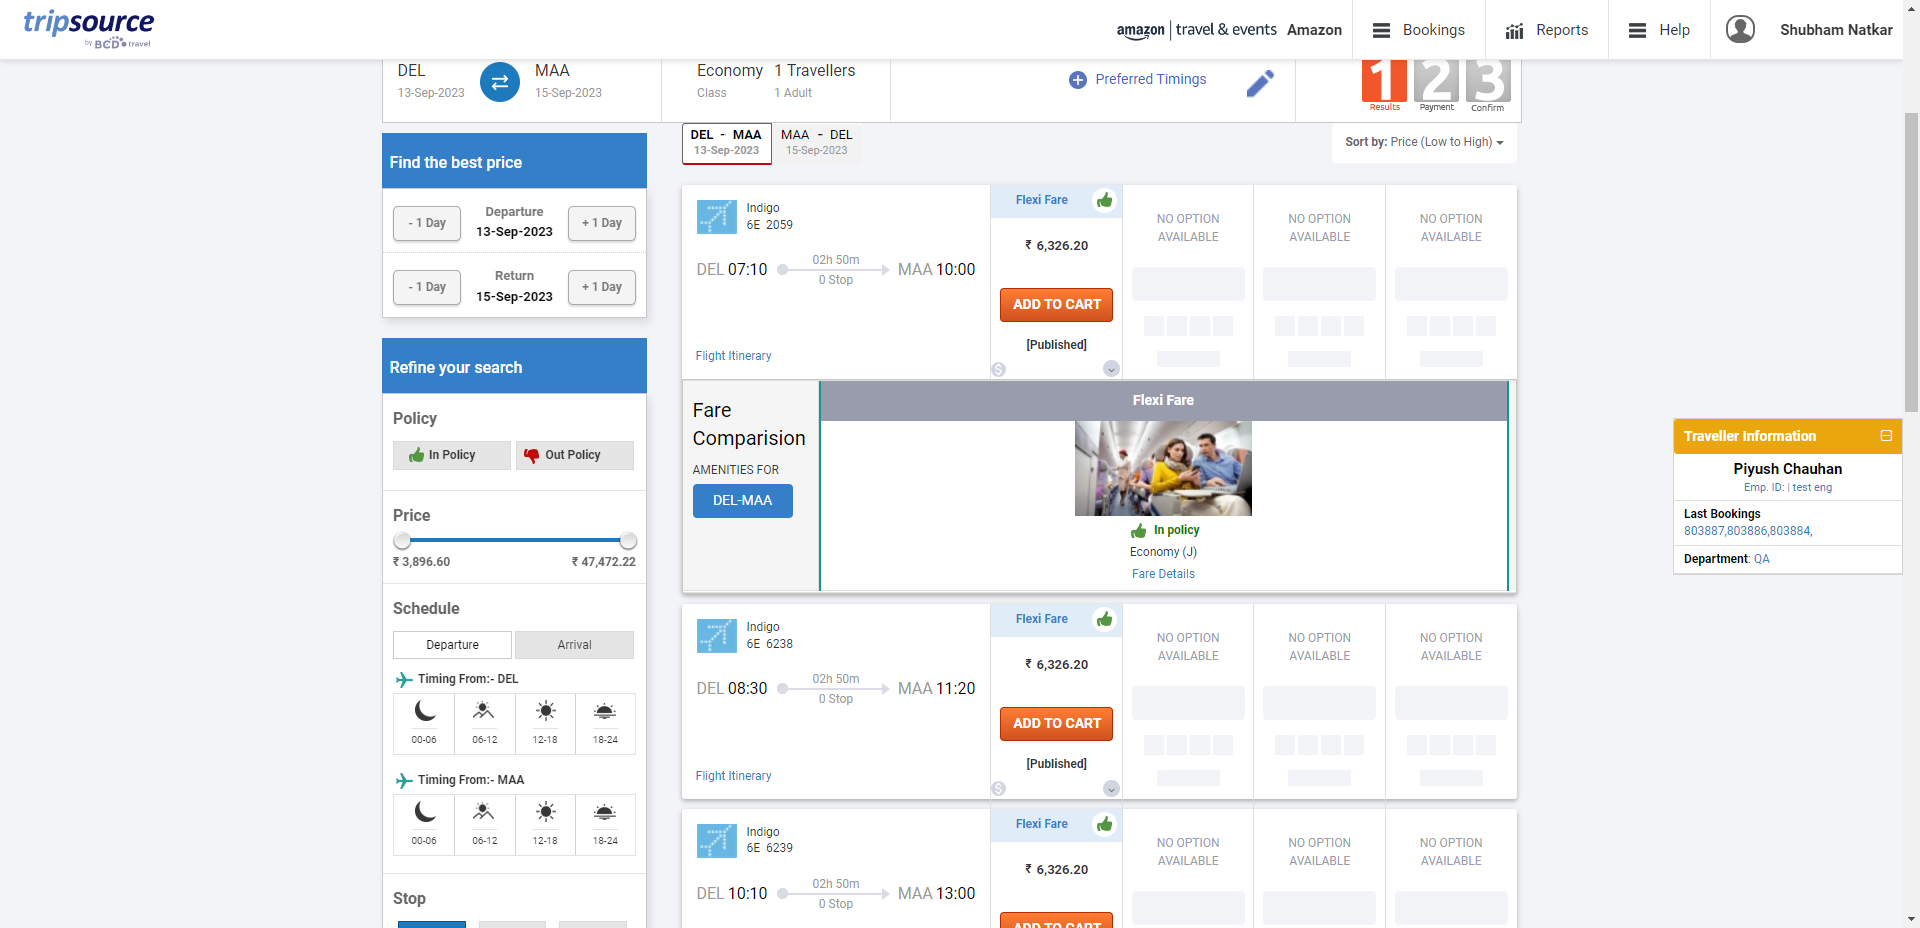 tripsource
by BCD travel
amazon | travel & events Amazon
Bookings
Reports
Help
Shubham Natkar
DEL
13-Sep-2023
MAA
15-Sep-2023
Economy
Class
1 Travellers
1 Adult
Preferred Timings
1
Results
2
Payment
3
Confirm
Find the best price
- 1 Day
Departure
13-Sep-2023
+ 1 Day
- 1 Day
Return
15-Sep-2023
+ 1 Day
Refine your search
Policy
In Policy
Out Policy
Price
₹ 3,896.60
₹ 47,472.22
Schedule
Departure
Arrival
Timing From:- DEL
00-06
06-12
12-18
18-24
Timing From:- MAA
00-06
06-12
12-18
18-24
Stop
DEL - MAA
13-Sep-2023
MAA - DEL
15-Sep-2023
Sort by: Price (Low to High)
Indigo
6E 2059
DEL 07:10
02h 50m
0 Stop
MAA 10:00
Flight Itinerary
Flexi Fare
₹ 6,326.20
ADD TO CART
[Published]
$
NO OPTION
AVAILABLE
NO OPTION
AVAILABLE
NO OPTION
AVAILABLE
Fare
Comparision
AMENITIES FOR
DEL-MAA
Flexi Fare
In policy
Economy (J)
Fare Details
Indigo
6E 6238
DEL 08:30
02h 50m
0 Stop
MAA 11:20
Flight Itinerary
Flexi Fare
₹ 6,326.20
ADD TO CART
[Published]
$
NO OPTION
AVAILABLE
NO OPTION
AVAILABLE
NO OPTION
AVAILABLE
Indigo
6E 6239
DEL 10:10
02h 50m
0 Stop
MAA 13:00
Flexi Fare
₹ 6,326.20
ADD TO CART
NO OPTION
AVAILABLE
NO OPTION
AVAILABLE
NO OPTION
AVAILABLE
Traveller Information
Piyush Chauhan
Emp. ID: | test eng
Last Bookings
803887,803886,803884,
Department: QA